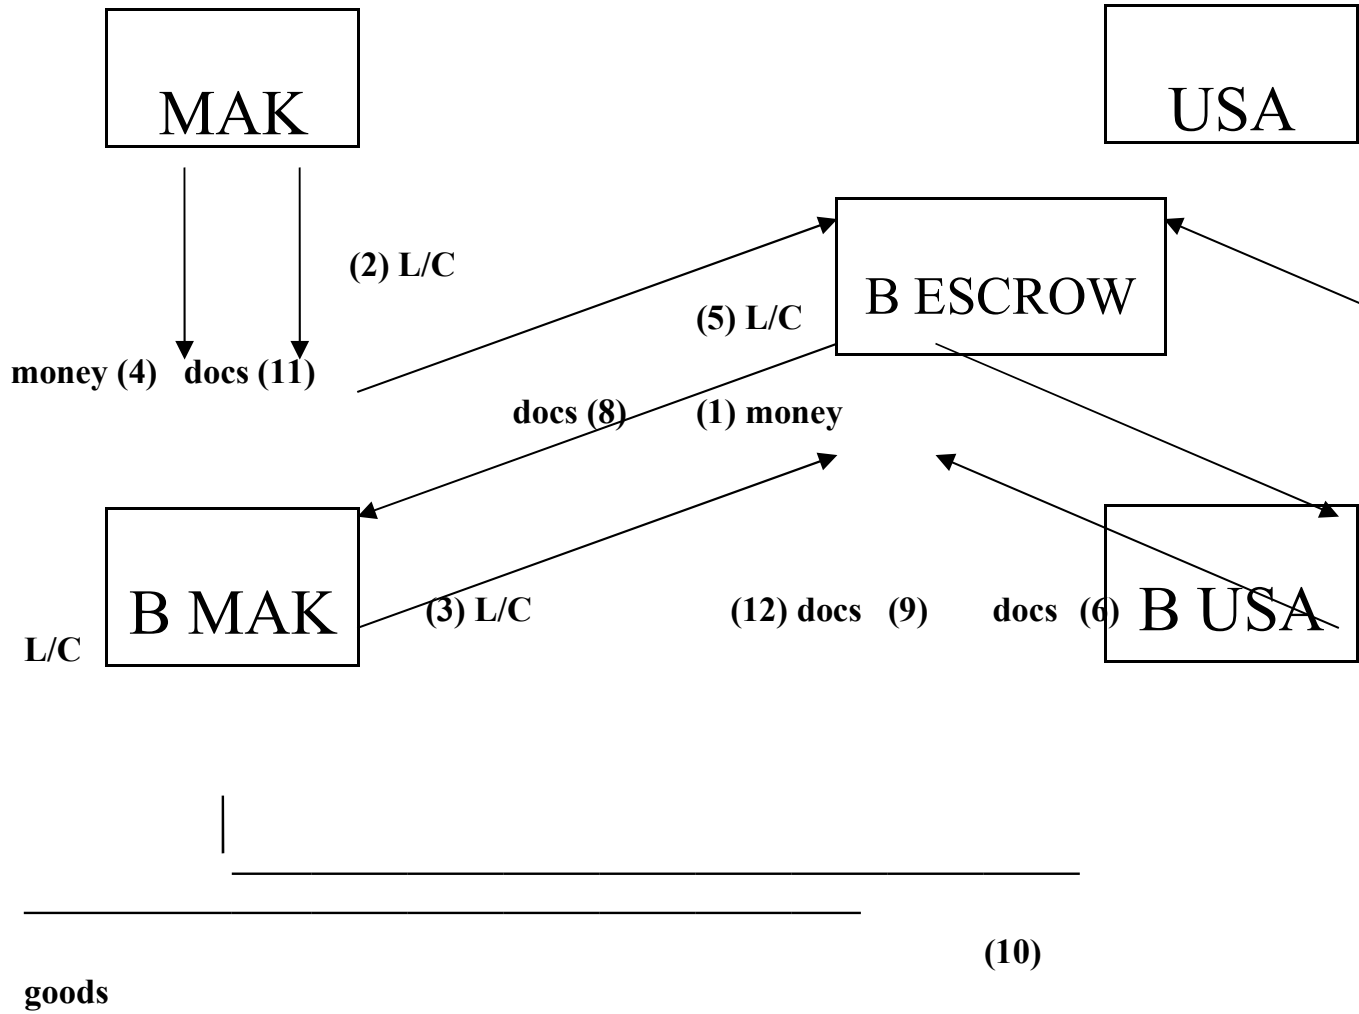 MAK
USA
(2) L/C
B ESCROW
(5) L/C
money (4) docs (11)
docs (8) (1) money
B MAK (3) L/C (12) docs (9) docs (6) B USA
L/C
(10)
goods